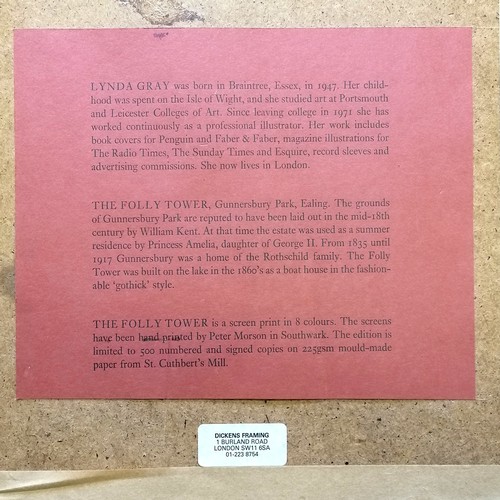 LYNDA GRAY was born in Braintree, Essex, in 1947. Her child-
hood was spent on the Isle of Wight, and she studied art at Portsmouth
and Leicester Colleges of Art. Since leaving college in 1971 she has
worked continuously as a professional illustrator. Her work includes
book covers for Penguin and Faber & Faber, magazine illustrations for
The Radio Times, The Sunday Times and Esquire, record sleeves and
advertising commissions. She now lives in London.
THE FOLLY TOWER, Gunnersbury Park, Ealing. The grounds
of Gunnersbury Park are reputed to have been laid out in the mid-18th
century by William Kent. At that time the estate was used as a summer
residence by Princess Amelia, daughter of George II. From 1835 until
1917 Gunnersbury was a home of the Rothschild family. The Folly
Tower was built on the lake in the 1860's as a boat house in the fashion-
able 'gothick' style.
THE FOLLY TOWER is a screen print in 8 colours. The screens
have been hand printed by Peter Morson in Southwark. The edition is
limited to 500 numbered and signed copies on 225gsm mould-made
paper from St. Cuthbert's Mill.
DICKENS FRAMING
1 BURLAND ROAD
LONDON SW11 6SA
01-223 8754